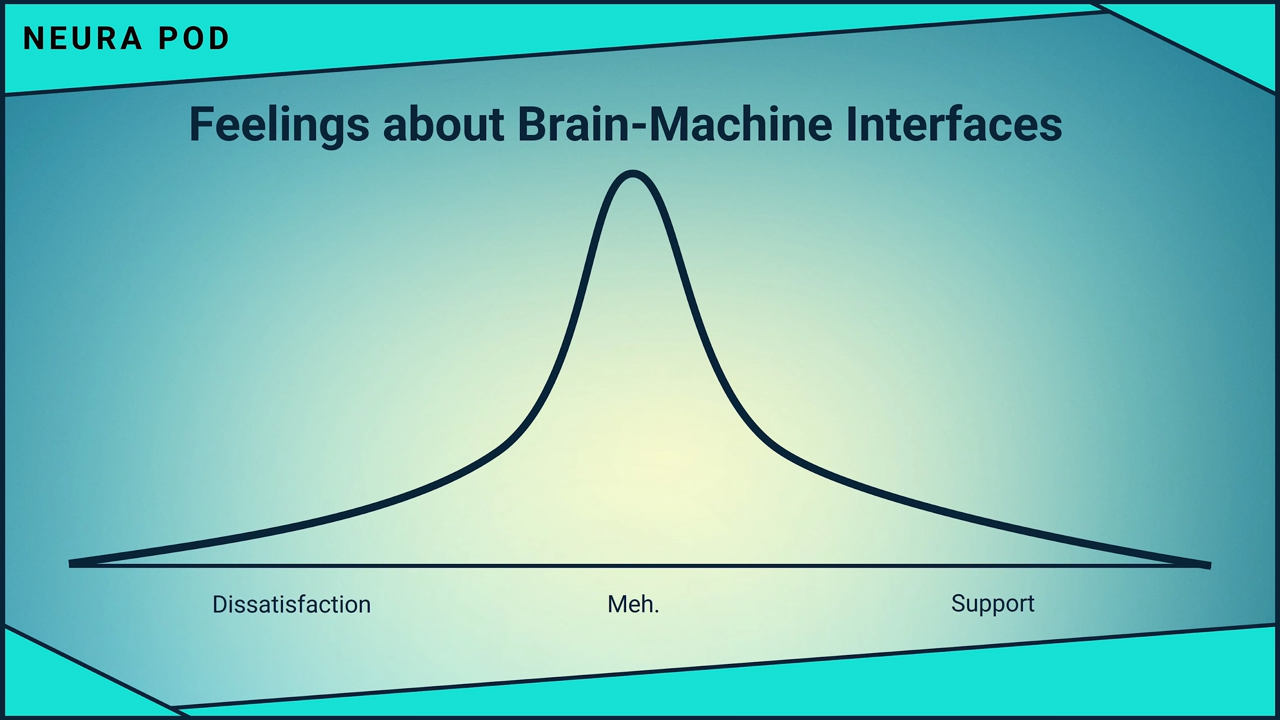 NEURA POD
Feelings about Brain-Machine Interfaces
Dissatisfaction Meh. Support